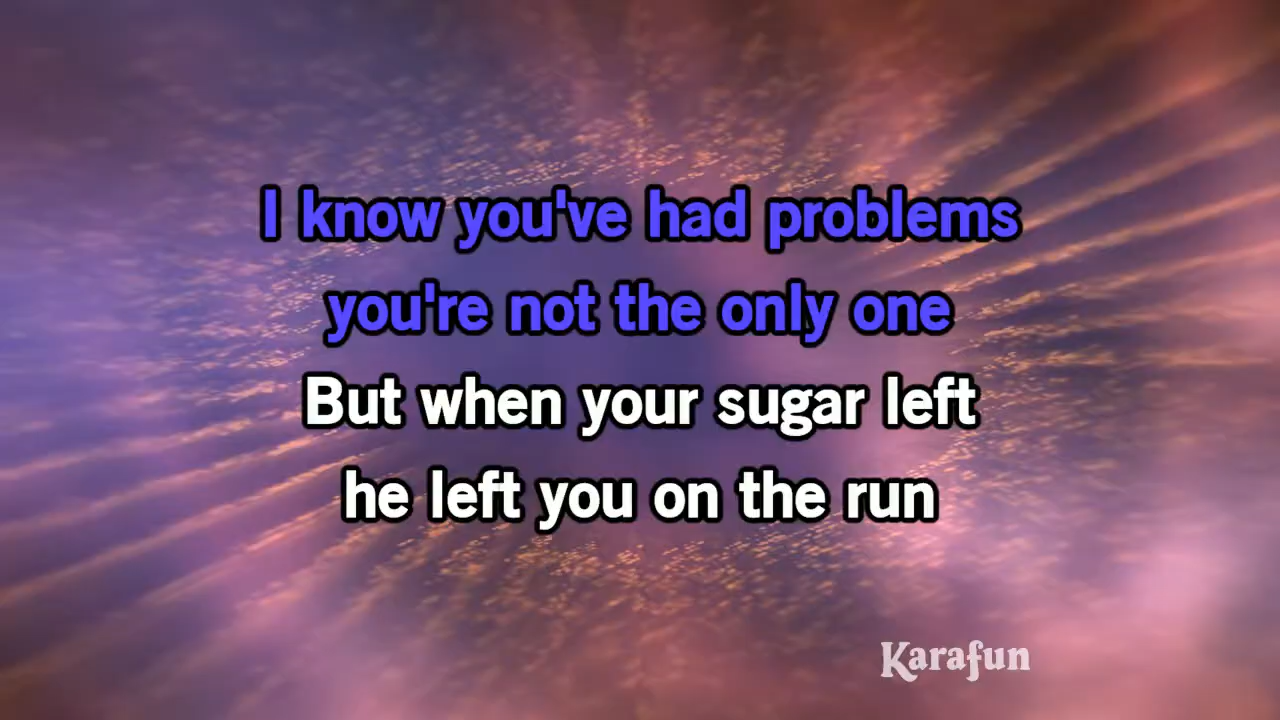 I know you've had problems
you're not the only one
But when your sugar left
he left you on the run
Karafun